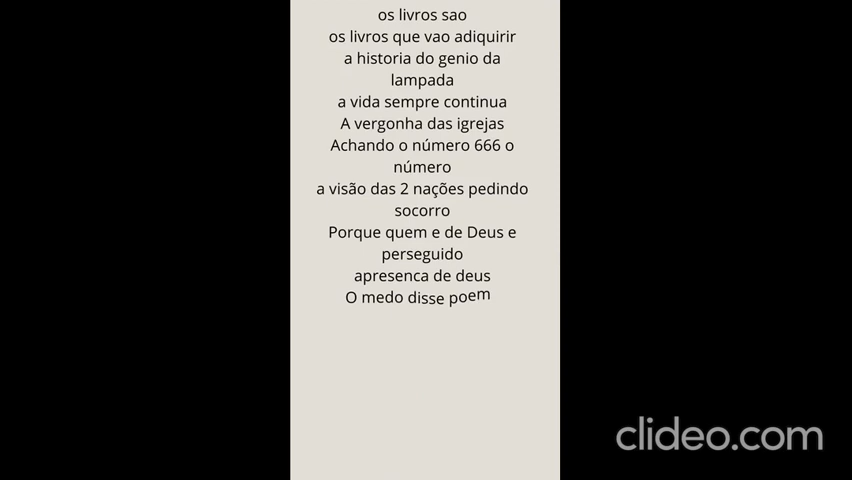 os livros sao
os livros que vao adiquirir
a historia do genio da
lampada
a vida sempre continua
A vergonha das igrejas
Achando o número 666 o
número
a visão das 2 nações pedindo
socorro
Porque quem e de Deus e
perseguido
apresenca de deus
O medo disse poem
clideo.com